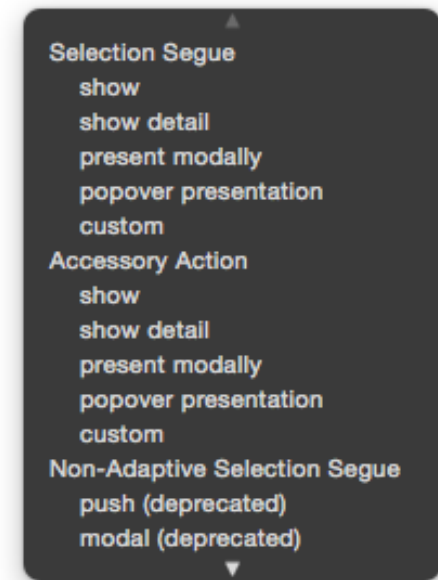 Selection Segue
show
show detail
present modally
popover presentation
custom
Accessory Action
show
show detail
present modally
popover presentation
custom
Non-Adaptive Selection Segue
push (deprecated)
modal (deprecated)